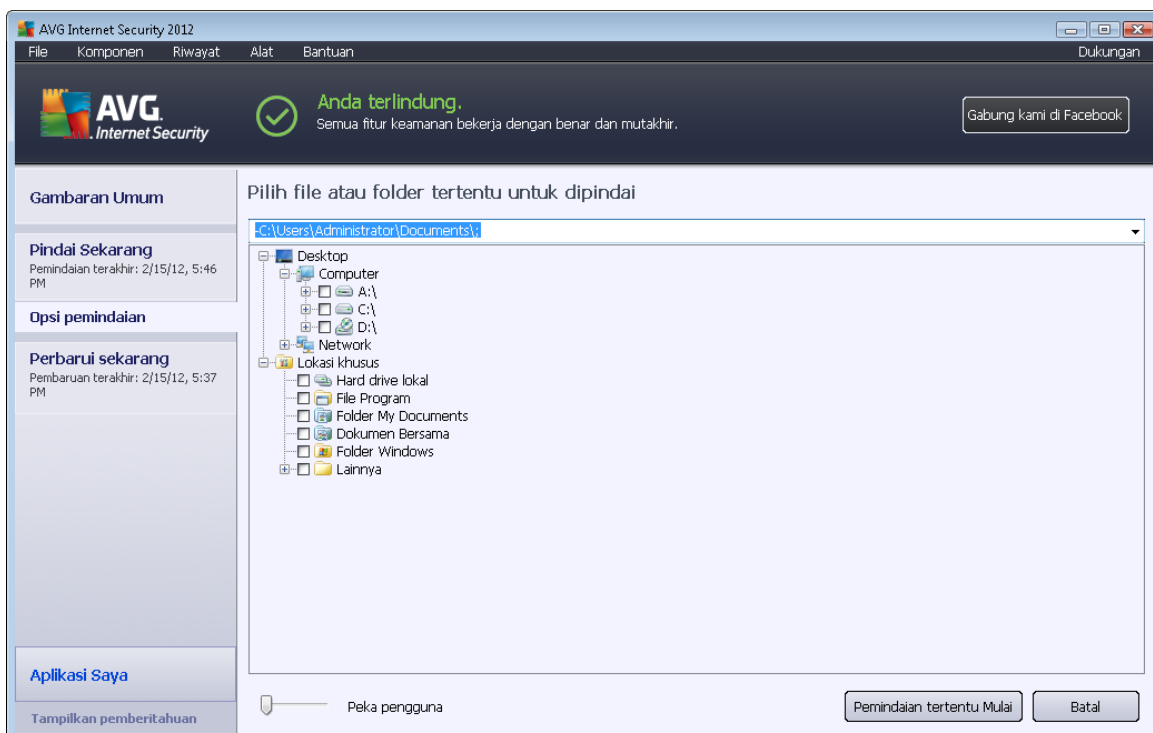 AVG Internet Security 2012
File Komponen Riwayat Alat Bantuan Dukungan
AVG.
Internet Security
Anda terlindung.
Semua fitur keamanan bekerja dengan benar dan mutakhir.
Gabung kami di Facebook
Gambaran Umum
Pindai Sekarang
Pemindaian terakhir: 2/15/12, 5:46
PM
Opsi pemindaian
Perbarui sekarang
Pembaruan terakhir: 2/15/12, 5:37
PM
Aplikasi Saya
Tampilkan pemberitahuan
Pilih file atau folder tertentu untuk dipindai
-C:\Users\Administrator\Documents\;
Desktop
Computer
A:\
C:\
D:\
Network
Lokasi khusus
Hard drive lokal
File Program
Folder My Documents
Dokumen Bersama
Folder Windows
Lainnya
Peka pengguna
Pemindaian tertentu Mulai
Batal